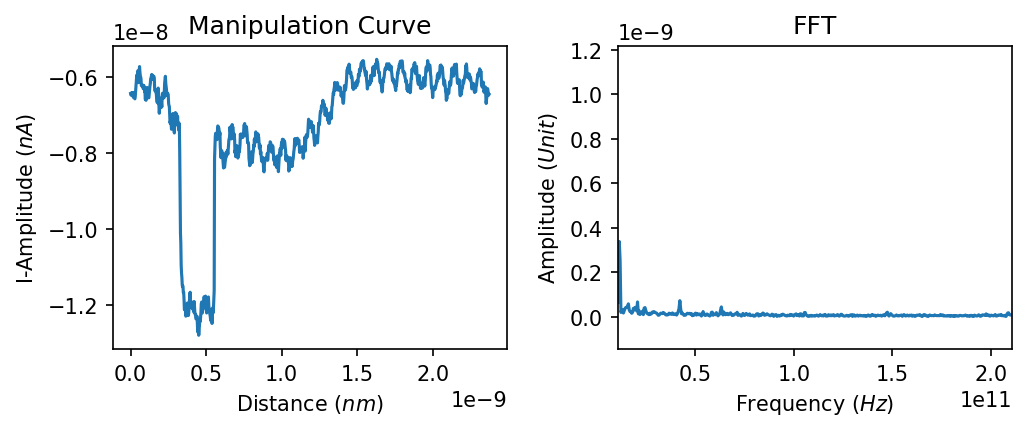 Manipulation Curve
1e−8
−0.6
−0.8
−1.0
−1.2
I-Amplitude (nA)
0.0 0.5 1.0 1.5 2.0
1e−9
Distance (nm)
FFT
1e−9
1.2
1.0
0.8
0.6
0.4
0.2
0.0
Amplitude (Unit)
0.5 1.0 1.5 2.0
1e11
Frequency (Hz)